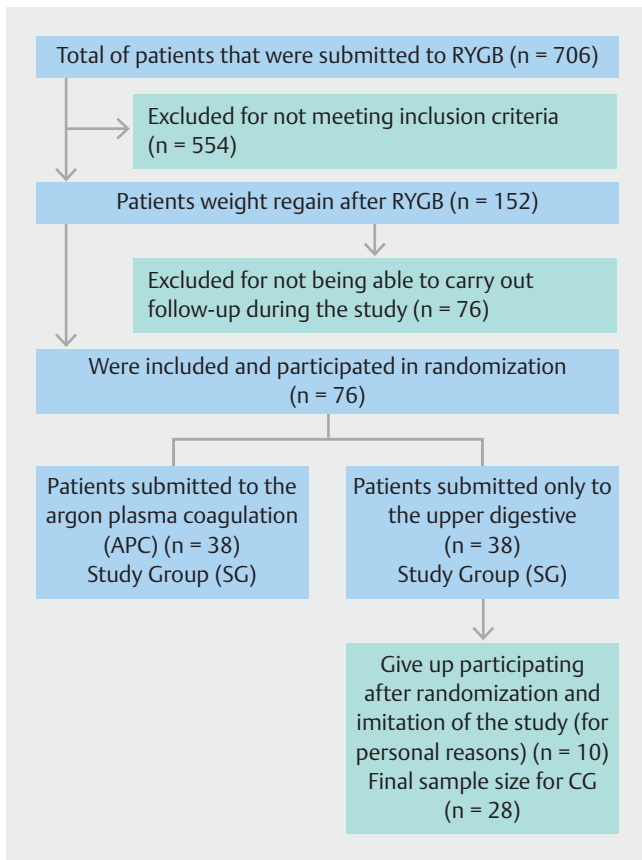 Total of patients that were submitted to RYGB (n = 706)
Excluded for not meeting inclusion criteria
(n = 554)
Patients weight regain after RYGB (n = 152)
Excluded for not being able to carry out
follow-up during the study (n = 76)
Were included and participated in randomization
(n = 76)
Patients submitted to the
argon plasma coagulation
(APC) (n = 38)
Study Group (SG)
Patients submitted only to
the upper digestive
(n = 38)
Study Group (SG)
Give up participating
after randomization and
imitation of the study (for
personal reasons) (n = 10)
Final sample size for CG
(n = 28)